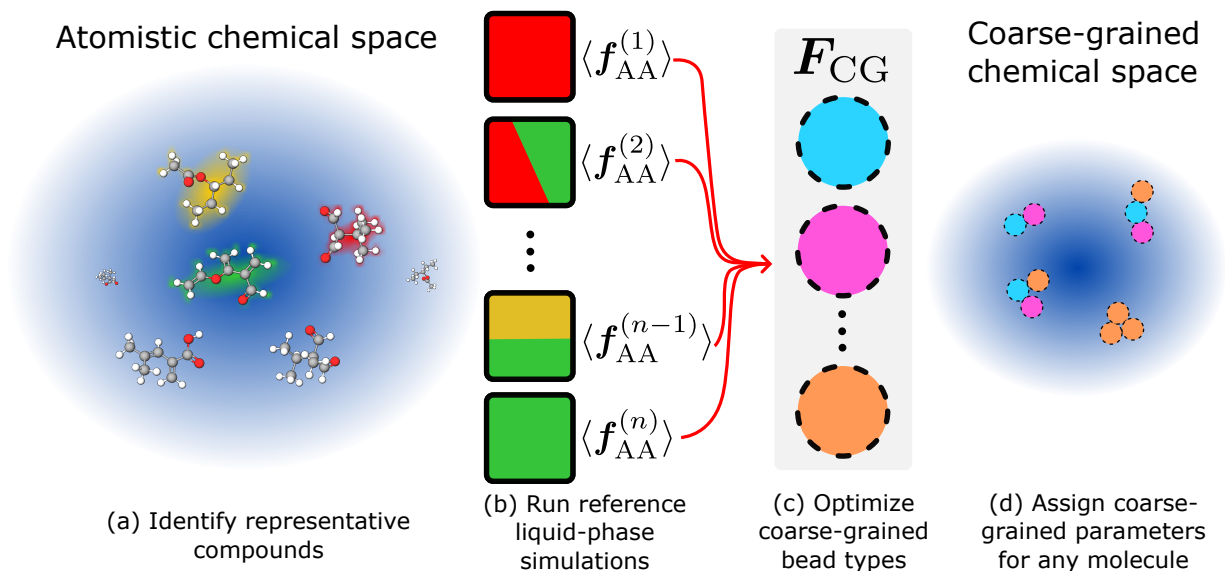 Atomistic chemical space
⟨f_AA^(1)⟩
⟨f_AA^(2)⟩
⟨f_AA^(n−1)⟩
⟨f_AA^(n)⟩
F_CG
Coarse-grained
chemical space
(a) Identify representative
compounds
(b) Run reference
liquid-phase
simulations
(c) Optimize
coarse-grained
bead types
(d) Assign coarse-
grained parameters
for any molecule